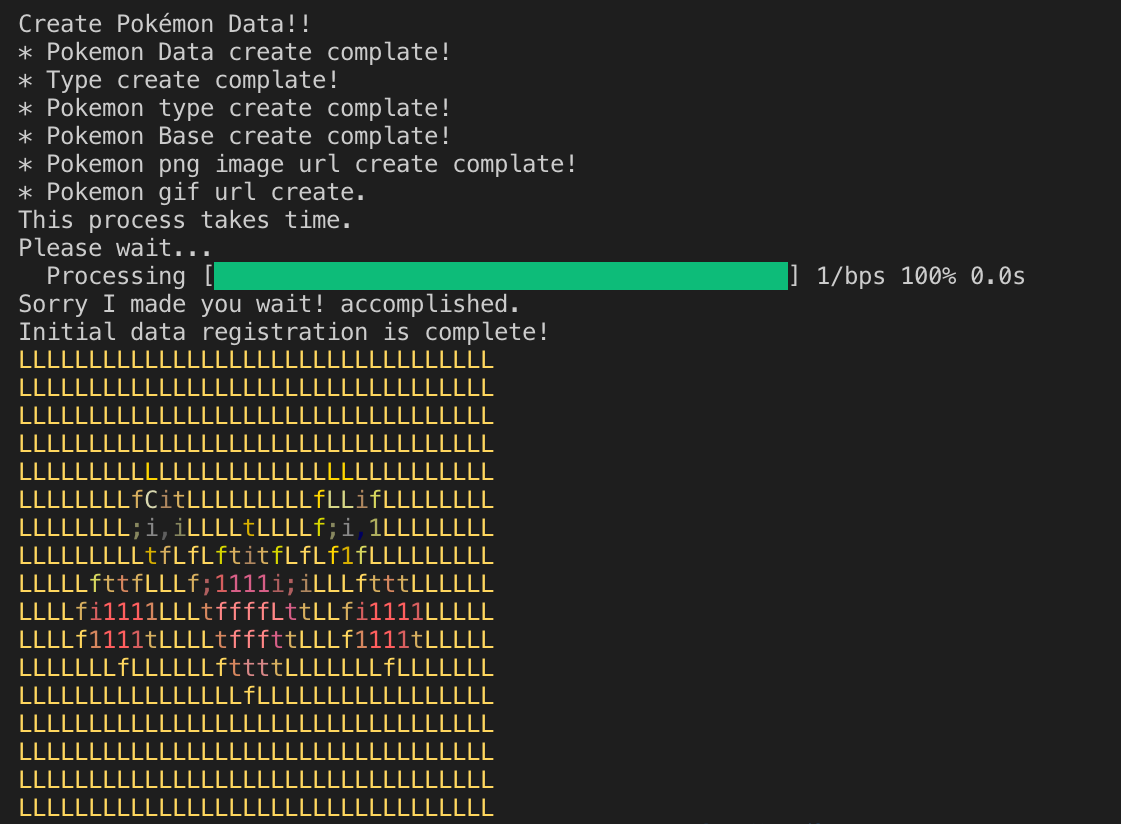 Create Pokémon Data!!
* Pokemon Data create complate!
* Type create complate!
* Pokemon type create complate!
* Pokemon Base create complate!
* Pokemon png image url create complate!
* Pokemon gif url create.
This process takes time.
Please wait...
Processing [ ] 1/bps 100% 0.0s
Sorry I made you wait! accomplished.
Initial data registration is complete!
LLLLLLLLLLLLLLLLLLLLLLLLLLLLLLLLLL
LLLLLLLLLLLLLLLLLLLLLLLLLLLLLLLLLL
LLLLLLLLLLLLLLLLLLLLLLLLLLLLLLLLLL
LLLLLLLLLLLLLLLLLLLLLLLLLLLLLLLLLL
LLLLLLLLLLLLLLLLLLLLLLLLLLLLLLLLLL
LLLLLLLLfCitLLLLLLLLLfLLifLLLLLLLL
LLLLLLLL;i,iLLLLtLLLLf;i,1LLLLLLLL
LLLLLLLLLtfLfLftitfLfLf1fLLLLLLLLL
LLLLLfttfLLLf;1111i;iLLLftttLLLLLL
LLLLfi1111LLLtffffLttLLfi1111LLLLL
LLLLf1111tLLLLtfffttLLLf1111tLLLLL
LLLLLLLfLLLLLLfttttLLLLLLLfLLLLLLL
LLLLLLLLLLLLLLLLfLLLLLLLLLLLLLLLLL
LLLLLLLLLLLLLLLLLLLLLLLLLLLLLLLLLL
LLLLLLLLLLLLLLLLLLLLLLLLLLLLLLLLLL
LLLLLLLLLLLLLLLLLLLLLLLLLLLLLLLLLL
LLLLLLLLLLLLLLLLLLLLLLLLLLLLLLLLLL